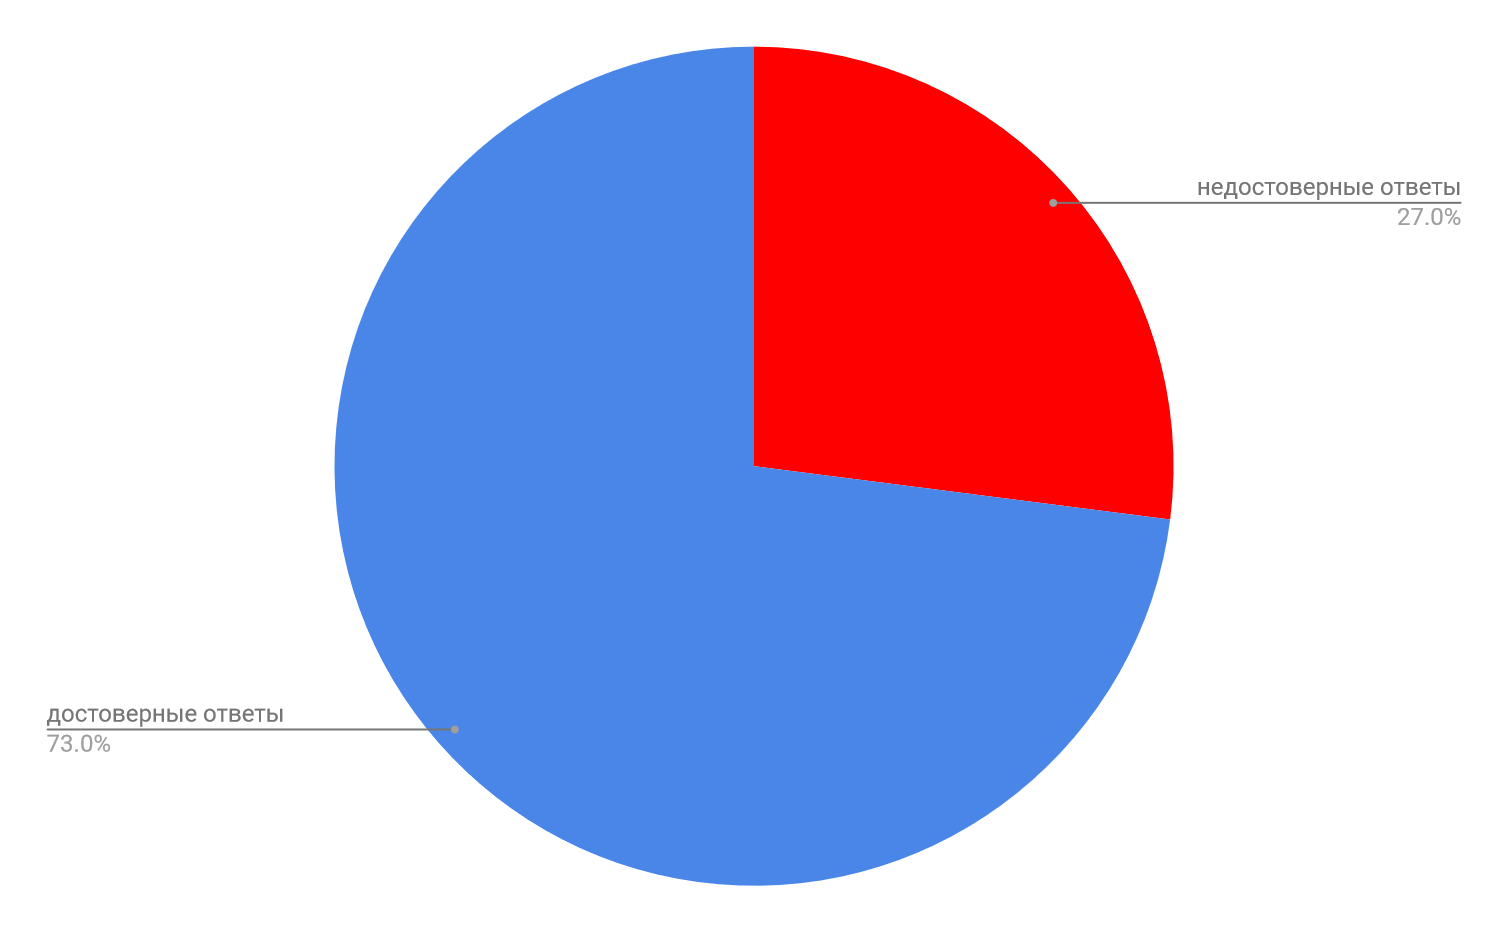 недостоверные ответы
27.0%
достоверные ответы
73.0%